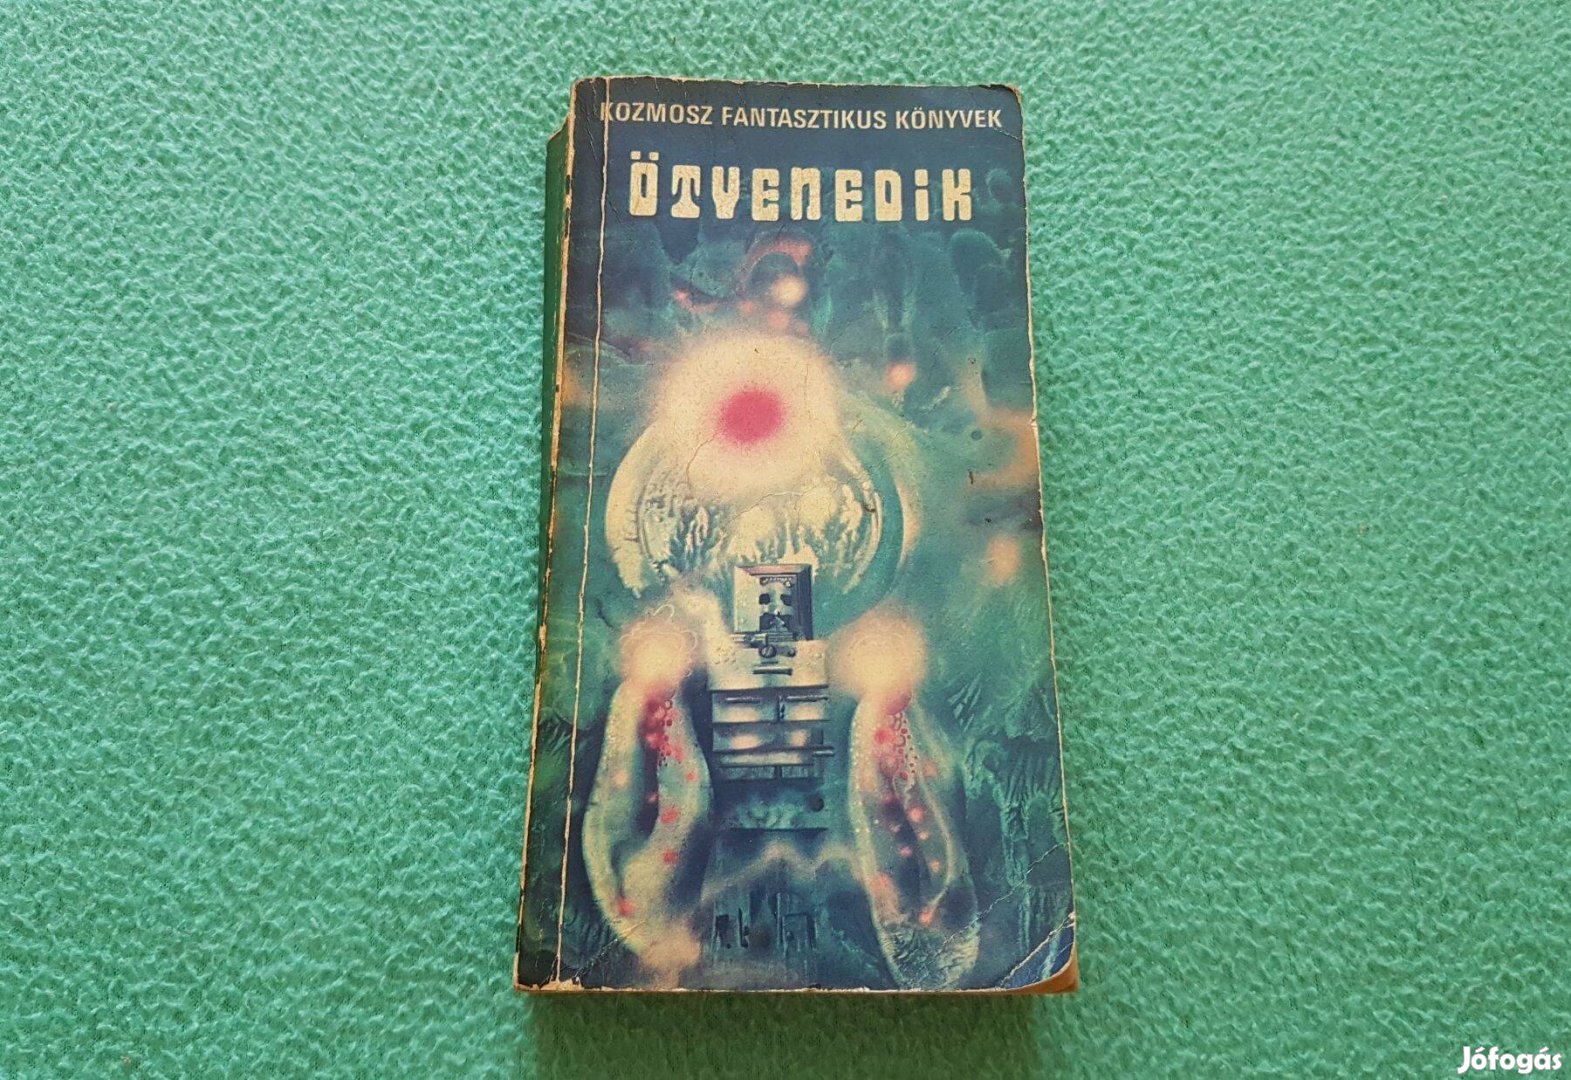 KOZMOSZ FANTASZTIKUS KÖNYVEK
ÖTVENEDIK
Jófogás